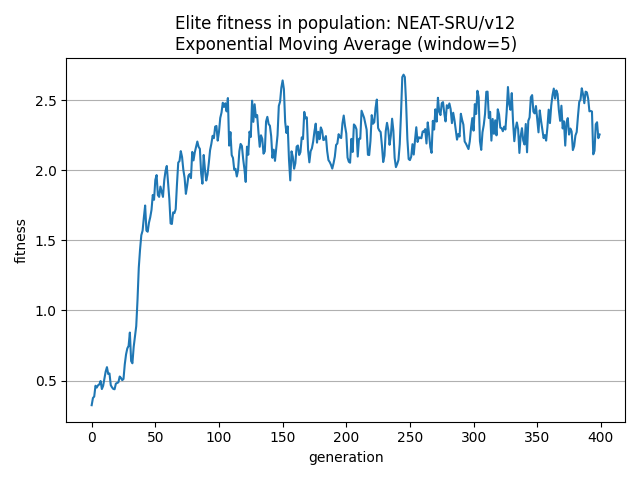 Elite fitness in population: NEAT-SRU/v12
Exponential Moving Average (window=5)
2.5
2.0
1.5
1.0
0.5
fitness
0 50 100 150 200 250 300 350 400
generation